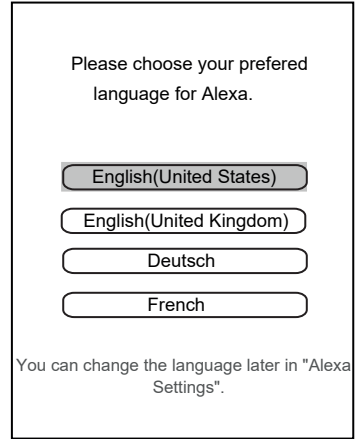 Please choose your prefered
language for Alexa.
English(United States)
English(United Kingdom)
Deutsch
French
You can change the language later in "Alexa
Settings".